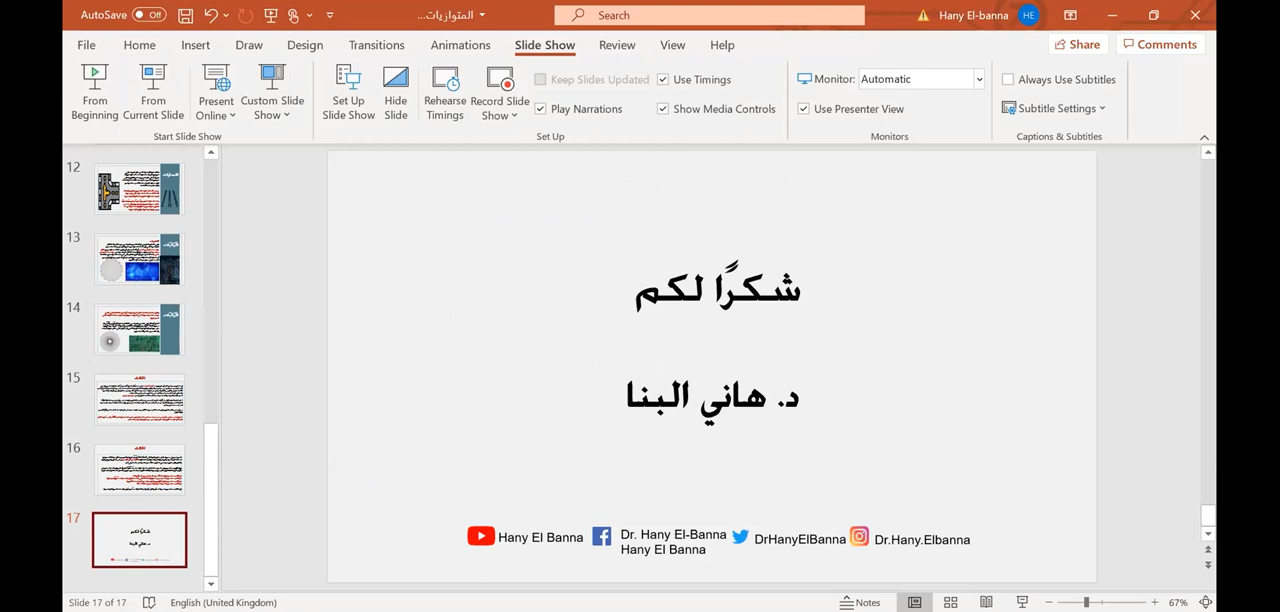 AutoSave
Off
المتوازيات...
Search
Hany El-banna
HE
File
Home
Insert
Draw
Design
Transitions
Animations
Slide Show
Review
View
Help
Share
Comments
From Beginning
From Current Slide
Present Online
Custom Slide Show
Set Up Slide Show
Hide Slide
Rehearse Timings
Record Slide Show
Keep Slides Updated
Use Timings
Play Narrations
Show Media Controls
Monitor:
Automatic
Use Presenter View
Always Use Subtitles
Subtitle Settings
Start Slide Show
Set Up
Monitors
Captions & Subtitles
12
13
14
15
16
17
شكرًا لكم
د. هاني البنا
شكرًا لكم
د. هاني البنا
Hany El Banna
Dr. Hany El-Banna
Hany El Banna
DrHanyElBanna
Dr.Hany.Elbanna
Slide 17 of 17
English (United Kingdom)
Notes
67%